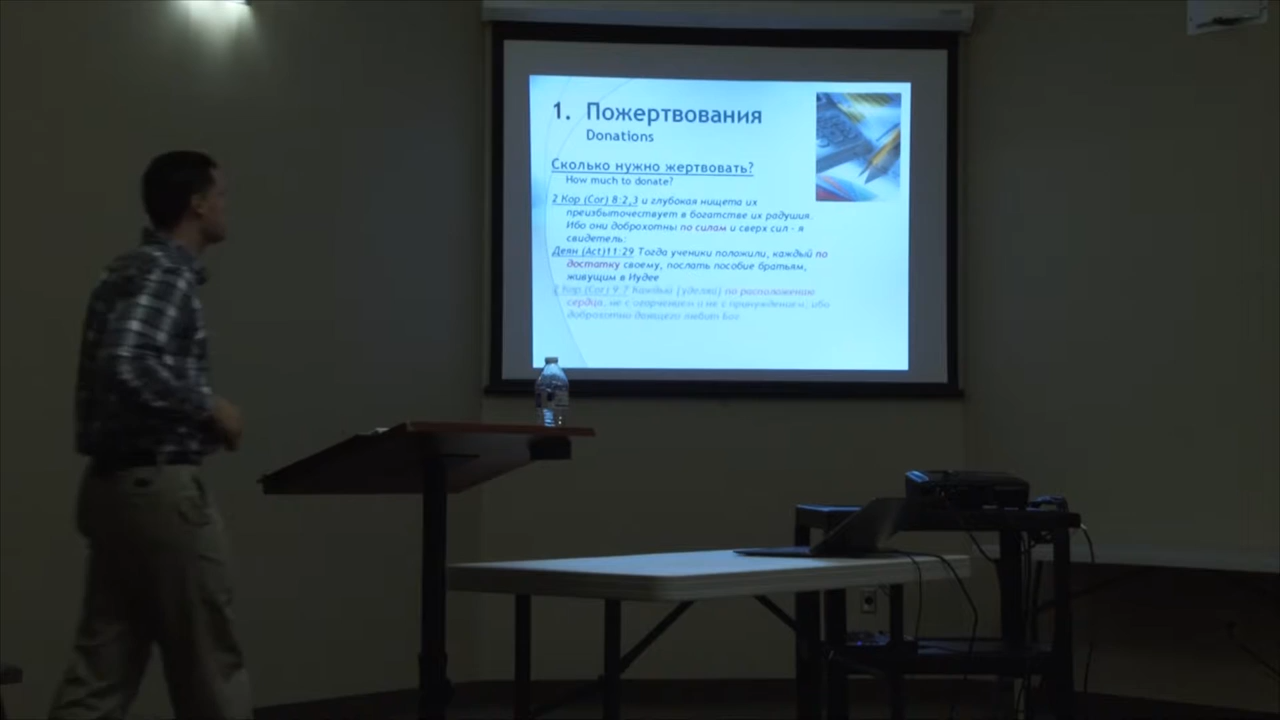 1. Пожертвования
Donations
Сколько нужно жертвовать?
How much to donate?
2 Кор (Cor) 8:2,3 и глубокая нищета их
преизбыточествует в богатстве их радушия.
Ибо они доброхотны по силам и сверх сил - я
свидетель:
Деян (Act)11:29 Тогда ученики положили, каждый по
достатку своему, послать пособие братьям,
живущим в Иудее
2 Кор (Cor) 9:7 Каждый (уделяй) по расположению
сердца, не с огорчением и не с принуждением, ибо
доброхотно дающего любит Бог